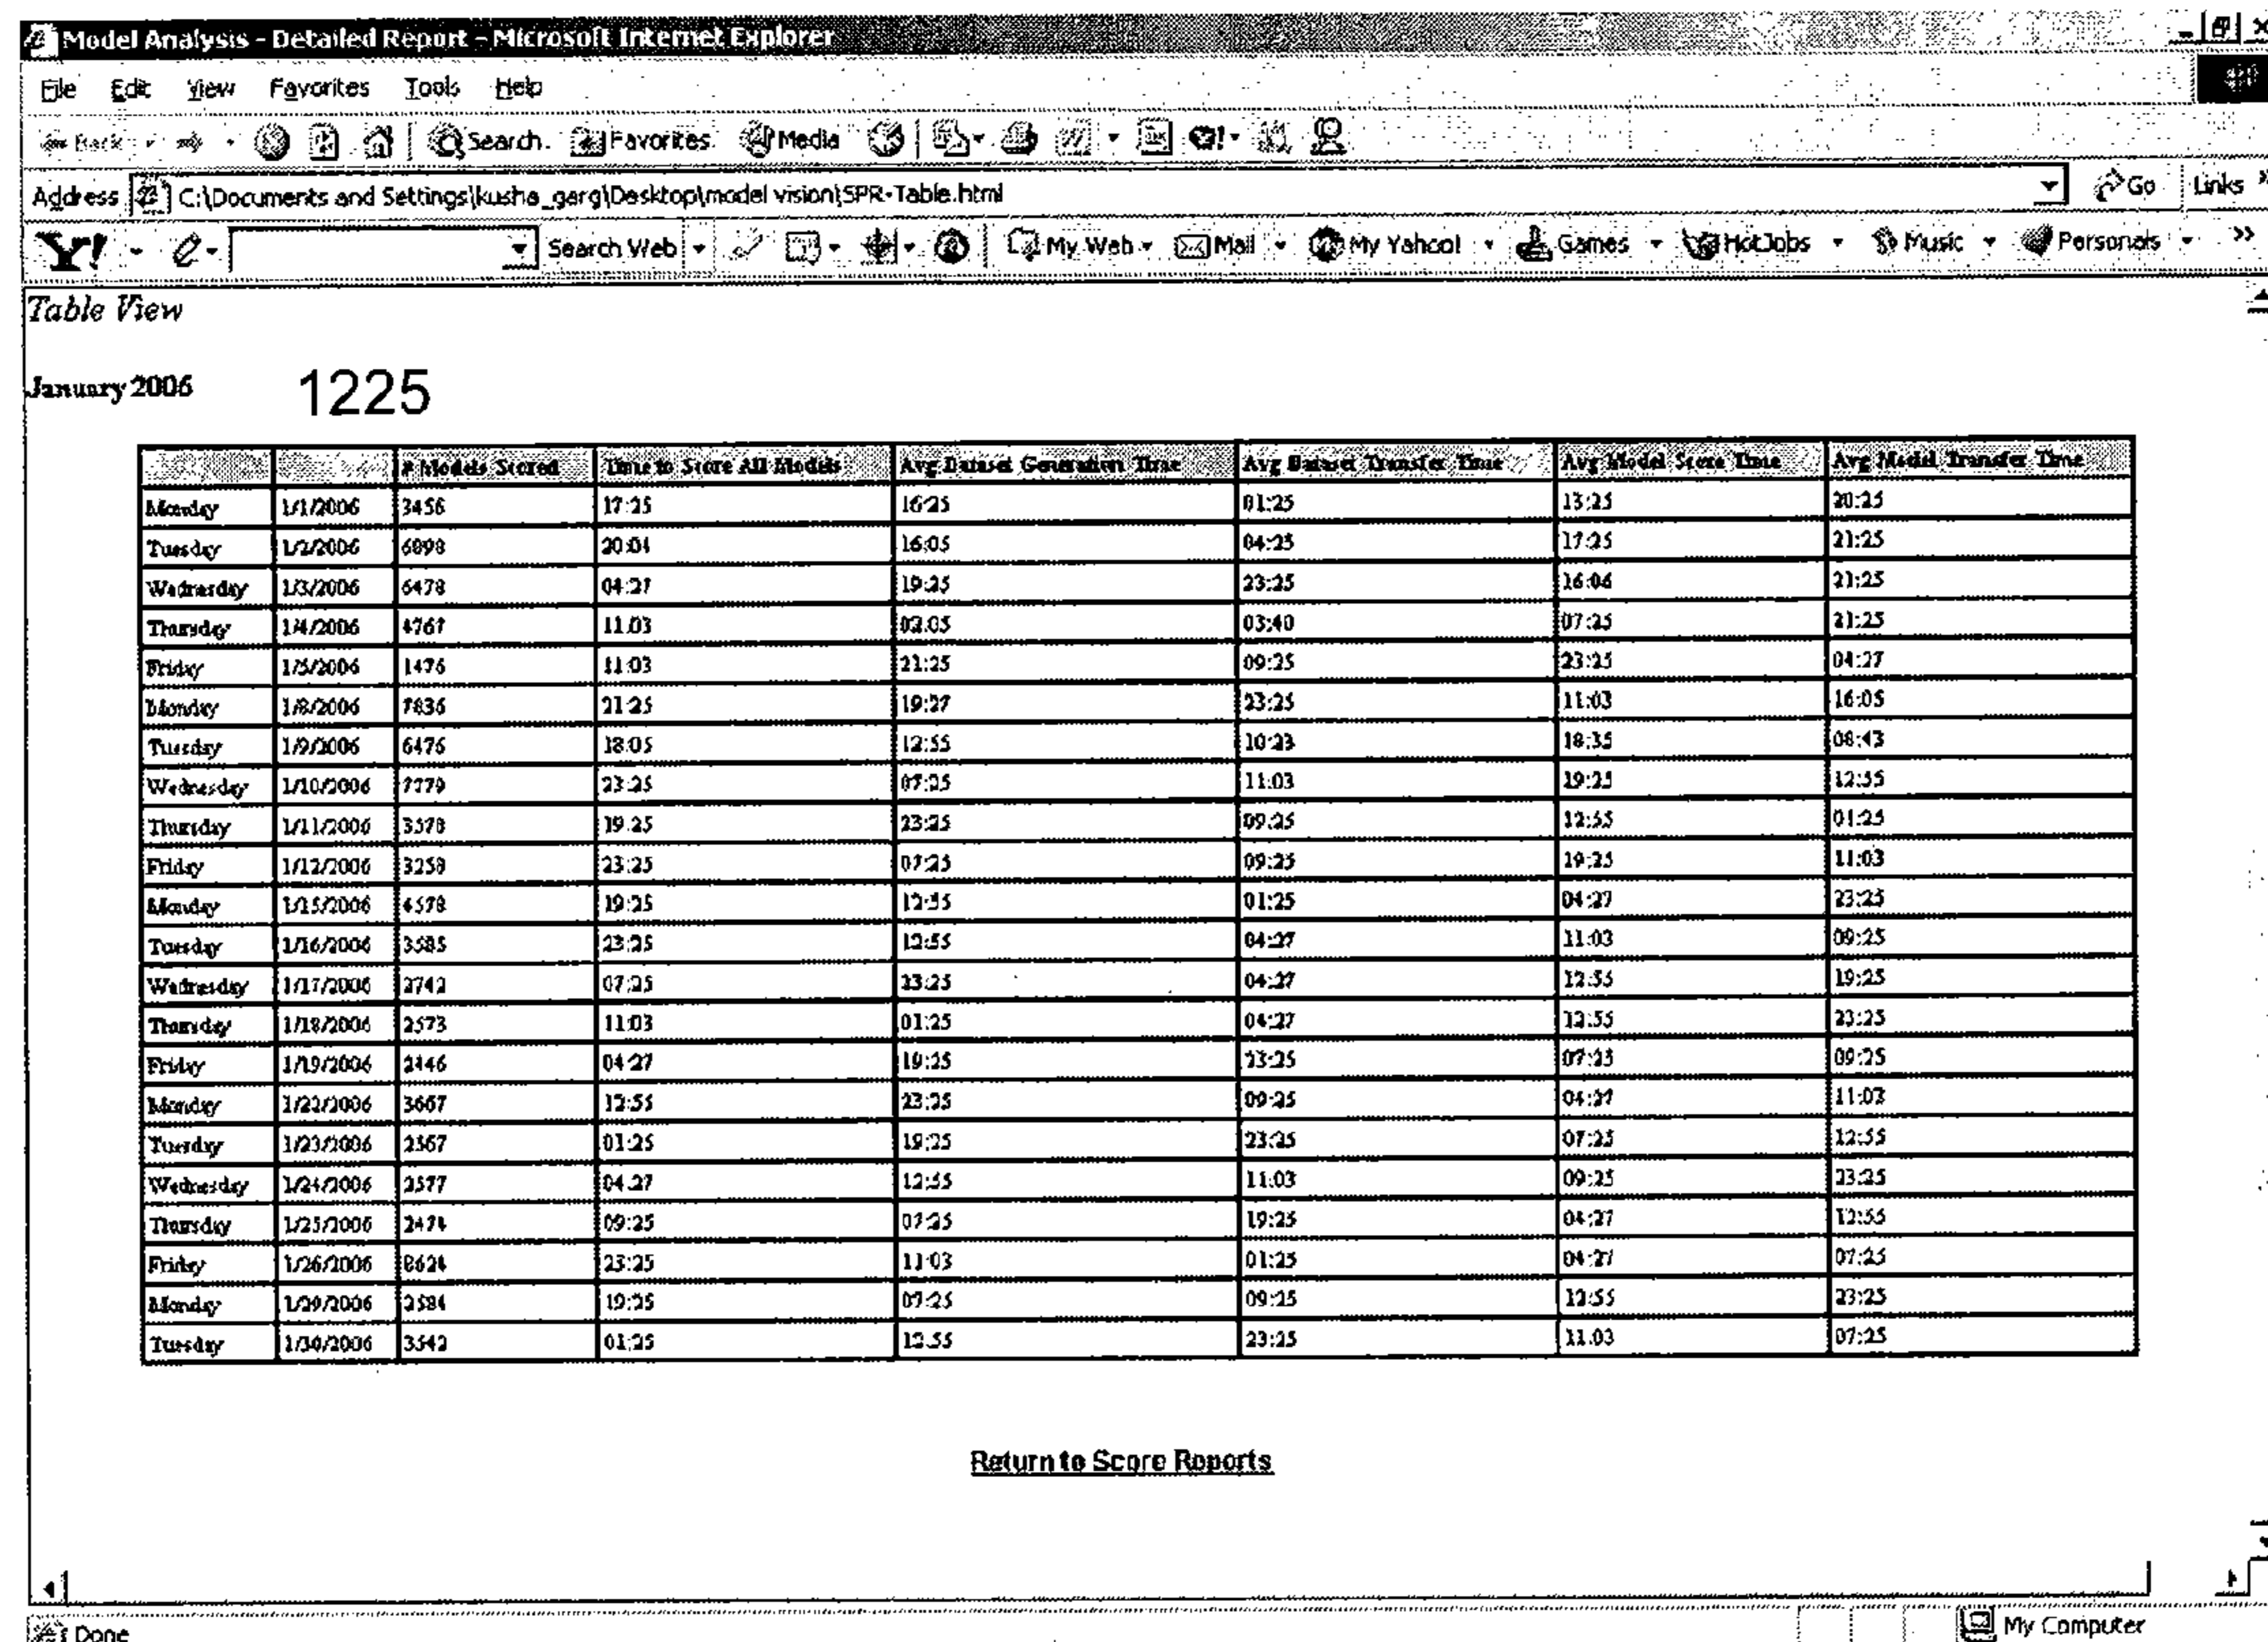 Model Analysis - Detailed Report - Microsoft Internet Explorer
File Edit View Favorites Tools Help
Back Search Favorites Media
Address C:\Documents and Settings\kusha_garg\Desktop\model vision\SPR-Table.html Go Links »
Y! Search Web My Web Mail My Yahoo! Games HotJobs Music Personals »
Table View
January 2006 1225
# Models Scored Time to Score All Models Avg Dataset Generation Time Avg Dataset Transfer Time Avg Model Score Time Avg Model Transfer Time
Monday 1/1/2006 3456 17:25 16:25 01:25 13:25 20:25
Tuesday 1/2/2006 6898 20:01 16:05 04:25 17:25 21:25
Wednesday 1/3/2006 6478 04:27 19:25 23:25 16:06 21:25
Thursday 1/4/2006 4767 11:03 02:05 03:40 07:25 21:25
Friday 1/5/2006 1476 11:03 21:25 09:25 23:25 04:27
Monday 1/8/2006 7836 21:25 19:27 23:25 11:03 16:05
Tuesday 1/9/2006 6476 18:05 12:55 10:23 18:35 08:43
Wednesday 1/10/2006 7779 23:25 07:25 11:03 19:25 12:55
Thursday 1/11/2006 3578 19:25 23:25 09:25 12:55 01:25
Friday 1/12/2006 3258 23:25 07:25 09:25 19:25 11:03
Monday 1/15/2006 4578 19:25 12:55 01:25 04:27 23:25
Tuesday 1/16/2006 3585 23:25 12:55 04:27 11:03 09:25
Wednesday 1/17/2006 2742 07:25 23:25 04:27 12:55 19:25
Thursday 1/18/2006 2573 11:03 01:25 04:27 12:55 23:25
Friday 1/19/2006 2446 04:27 19:25 23:25 07:25 09:25
Monday 1/22/2006 3667 12:55 23:25 09:25 04:27 11:03
Tuesday 1/23/2006 2567 01:25 19:25 23:25 07:25 12:55
Wednesday 1/24/2006 2577 04:27 12:55 11:03 09:25 23:25
Thursday 1/25/2006 2474 09:25 07:25 19:25 04:27 12:55
Friday 1/26/2006 8624 23:25 11:03 01:25 04:27 07:25
Monday 1/29/2006 2584 19:25 07:25 09:25 12:55 23:25
Tuesday 1/30/2006 3542 01:25 12:55 23:25 11:03 07:25
Return to Score Reports
Done My Computer